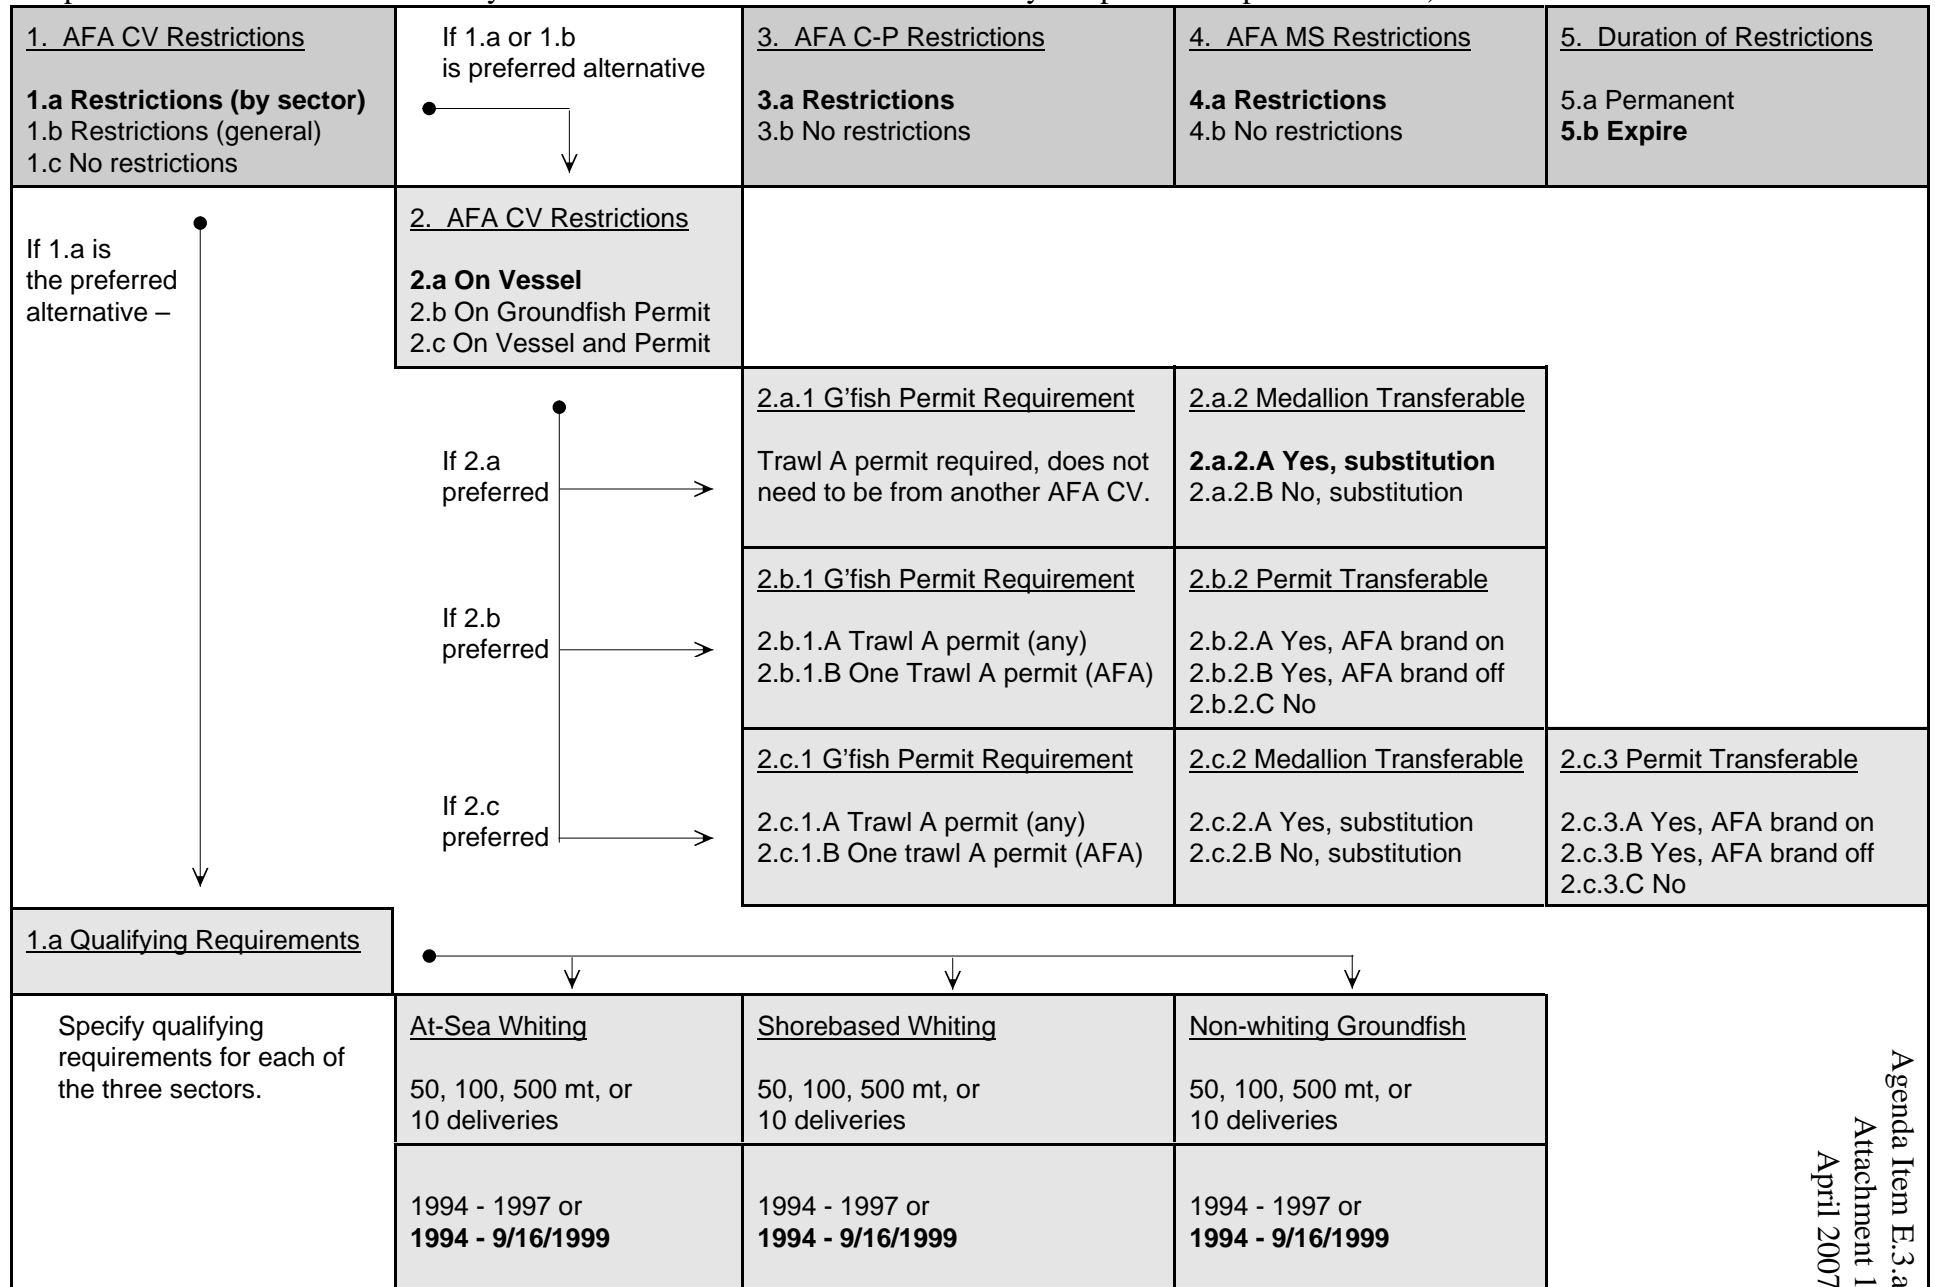 1. AFA CV Restrictions
1.a Restrictions (by sector)
1.b Restrictions (general)
1.c No restrictions
If 1.a or 1.b
is preferred alternative
3. AFA C-P Restrictions
3.a Restrictions
3.b No restrictions
4. AFA MS Restrictions
4.a Restrictions
4.b No restrictions
5. Duration of Restrictions
5.a Permanent
5.b Expire
If 1.a is
the preferred
alternative –
2. AFA CV Restrictions
2.a On Vessel
2.b On Groundfish Permit
2.c On Vessel and Permit
If 2.a
preferred
2.a.1 G'fish Permit Requirement
Trawl A permit required, does not
need to be from another AFA CV.
2.a.2 Medallion Transferable
2.a.2.A Yes, substitution
2.a.2.B No, substitution
If 2.b
preferred
2.b.1 G'fish Permit Requirement
2.b.1.A Trawl A permit (any)
2.b.1.B One Trawl A permit (AFA)
2.b.2 Permit Transferable
2.b.2.A Yes, AFA brand on
2.b.2.B Yes, AFA brand off
2.b.2.C No
If 2.c
preferred
2.c.1 G'fish Permit Requirement
2.c.1.A Trawl A permit (any)
2.c.1.B One trawl A permit (AFA)
2.c.2 Medallion Transferable
2.c.2.A Yes, substitution
2.c.2.B No, substitution
2.c.3 Permit Transferable
2.c.3.A Yes, AFA brand on
2.c.3.B Yes, AFA brand off
2.c.3.C No
1.a Qualifying Requirements
Specify qualifying
requirements for each of
the three sectors.
At-Sea Whiting
50, 100, 500 mt, or
10 deliveries
1994 - 1997 or
1994 - 9/16/1999
Shorebased Whiting
50, 100, 500 mt, or
10 deliveries
1994 - 1997 or
1994 - 9/16/1999
Non-whiting Groundfish
50, 100, 500 mt, or
10 deliveries
1994 - 1997 or
1994 - 9/16/1999
Agenda Item E.3.a
Attachment 1
April 2007